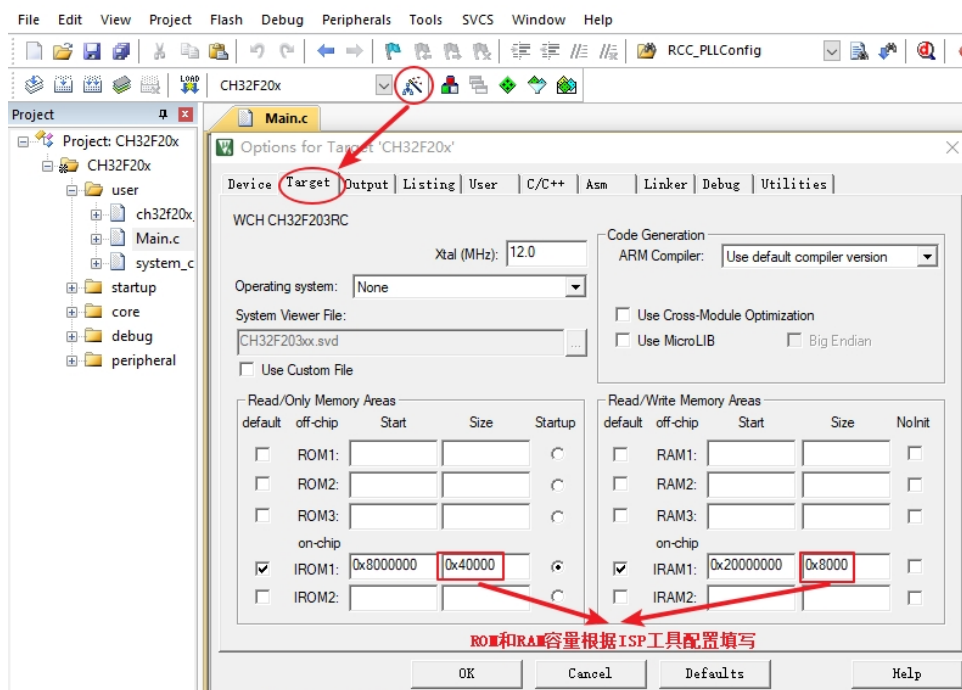 File Edit View Project Flash Debug Peripherals Tools SVCS Window Help
RCC_PLLConfig
LOAD
CH32F20x
Project
Main.c
Project: CH32F20x
CH32F20x
user
ch32f20x_
Main.c
system_c
startup
core
debug
peripheral
Options for Target 'CH32F20x'
Device Target Output Listing User C/C++ Asm Linker Debug Utilities
WCH CH32F203RC
Xtal (MHz): 12.0
Operating system: None
System Viewer File:
CH32F203xx.svd ...
Use Custom File
Code Generation
ARM Compiler: Use default compiler version
Use Cross-Module Optimization
Use MicroLIB Big Endian
Read/Only Memory Areas
default off-chip Start Size Startup
ROM1:
ROM2:
ROM3:
on-chip
IROM1: 0x8000000 0x40000
IROM2:
Read/Write Memory Areas
default off-chip Start Size NoInit
RAM1:
RAM2:
RAM3:
on-chip
IRAM1: 0x20000000 0x8000
IRAM2:
ROM和RAM容量根据ISP工具配置填写
OK Cancel Defaults Help